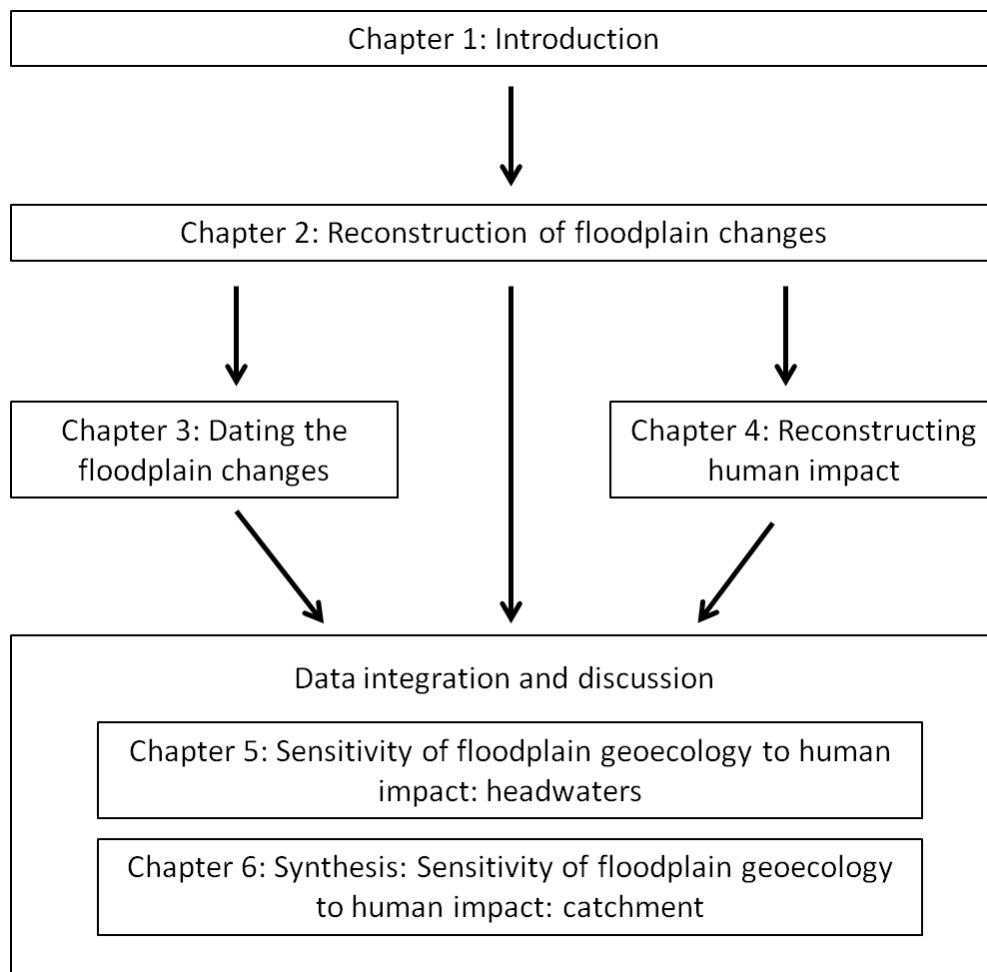 Chapter 1: Introduction
Chapter 2: Reconstruction of floodplain changes
Chapter 3: Dating the
floodplain changes
Chapter 4: Reconstructing
human impact
Data integration and discussion
Chapter 5: Sensitivity of floodplain geoecology to human
impact: headwaters
Chapter 6: Synthesis: Sensitivity of floodplain geoecology
to human impact: catchment